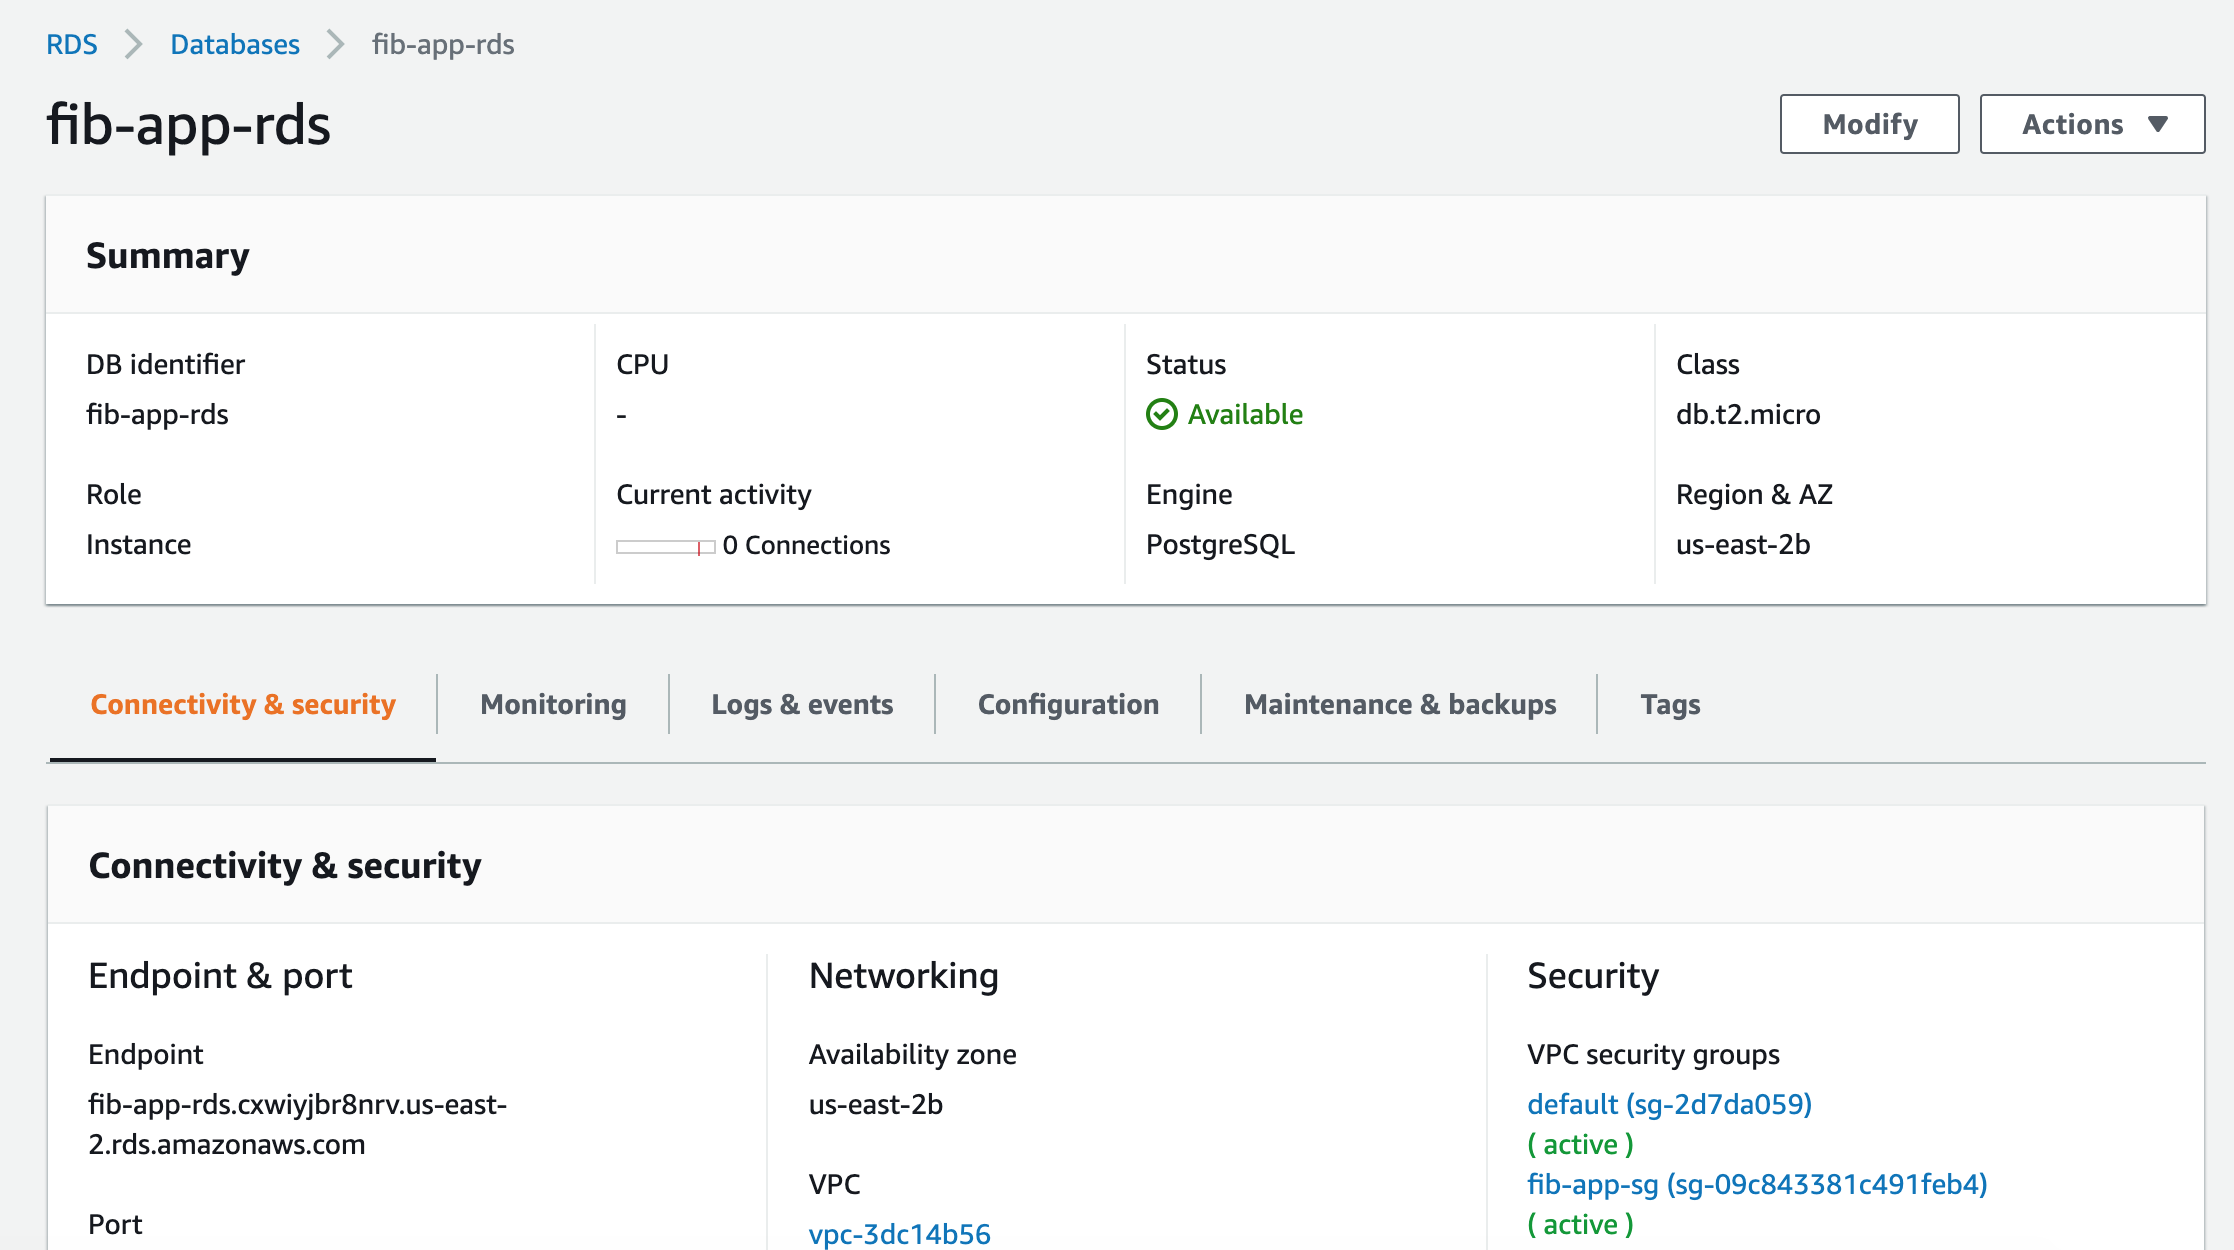 RDS > Databases > fib-app-rds
fib-app-rds
Modify
Actions
Summary
DB identifier
fib-app-rds
Role
Instance
CPU
-
Current activity
0 Connections
Status
Available
Engine
PostgreSQL
Class
db.t2.micro
Region & AZ
us-east-2b
Connectivity & security
Monitoring
Logs & events
Configuration
Maintenance & backups
Tags
Connectivity & security
Endpoint & port
Endpoint
fib-app-rds.cxwiyjbr8nrv.us-east-
2.rds.amazonaws.com
Port
Networking
Availability zone
us-east-2b
VPC
vpc-3dc14b56
Security
VPC security groups
default (sg-2d7da059)
( active )
fib-app-sg (sg-09c843381c491feb4)
( active )